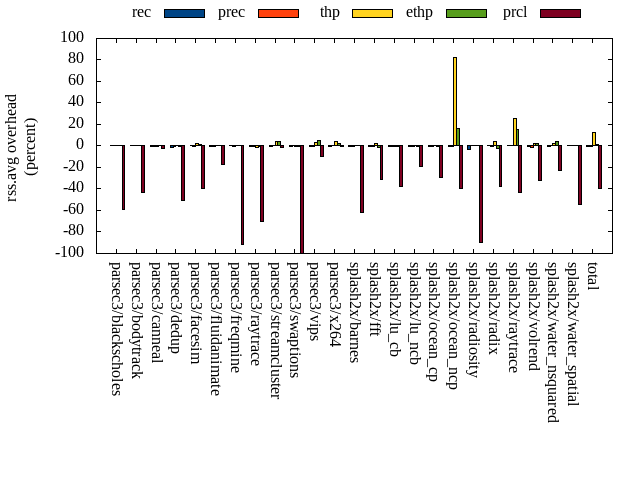 rec prec thp ethp prcl
rss.avg overhead
(percent)
100
80
60
40
20
0
-20
-40
-60
-80
-100
parsec3/blackscholes
parsec3/bodytrack
parsec3/canneal
parsec3/dedup
parsec3/facesim
parsec3/fluidanimate
parsec3/freqmine
parsec3/raytrace
parsec3/streamcluster
parsec3/swaptions
parsec3/vips
parsec3/x264
splash2x/barnes
splash2x/fft
splash2x/lu_cb
splash2x/lu_ncb
splash2x/ocean_cp
splash2x/ocean_ncp
splash2x/radiosity
splash2x/radix
splash2x/raytrace
splash2x/volrend
splash2x/water_nsquared
splash2x/water_spatial
total